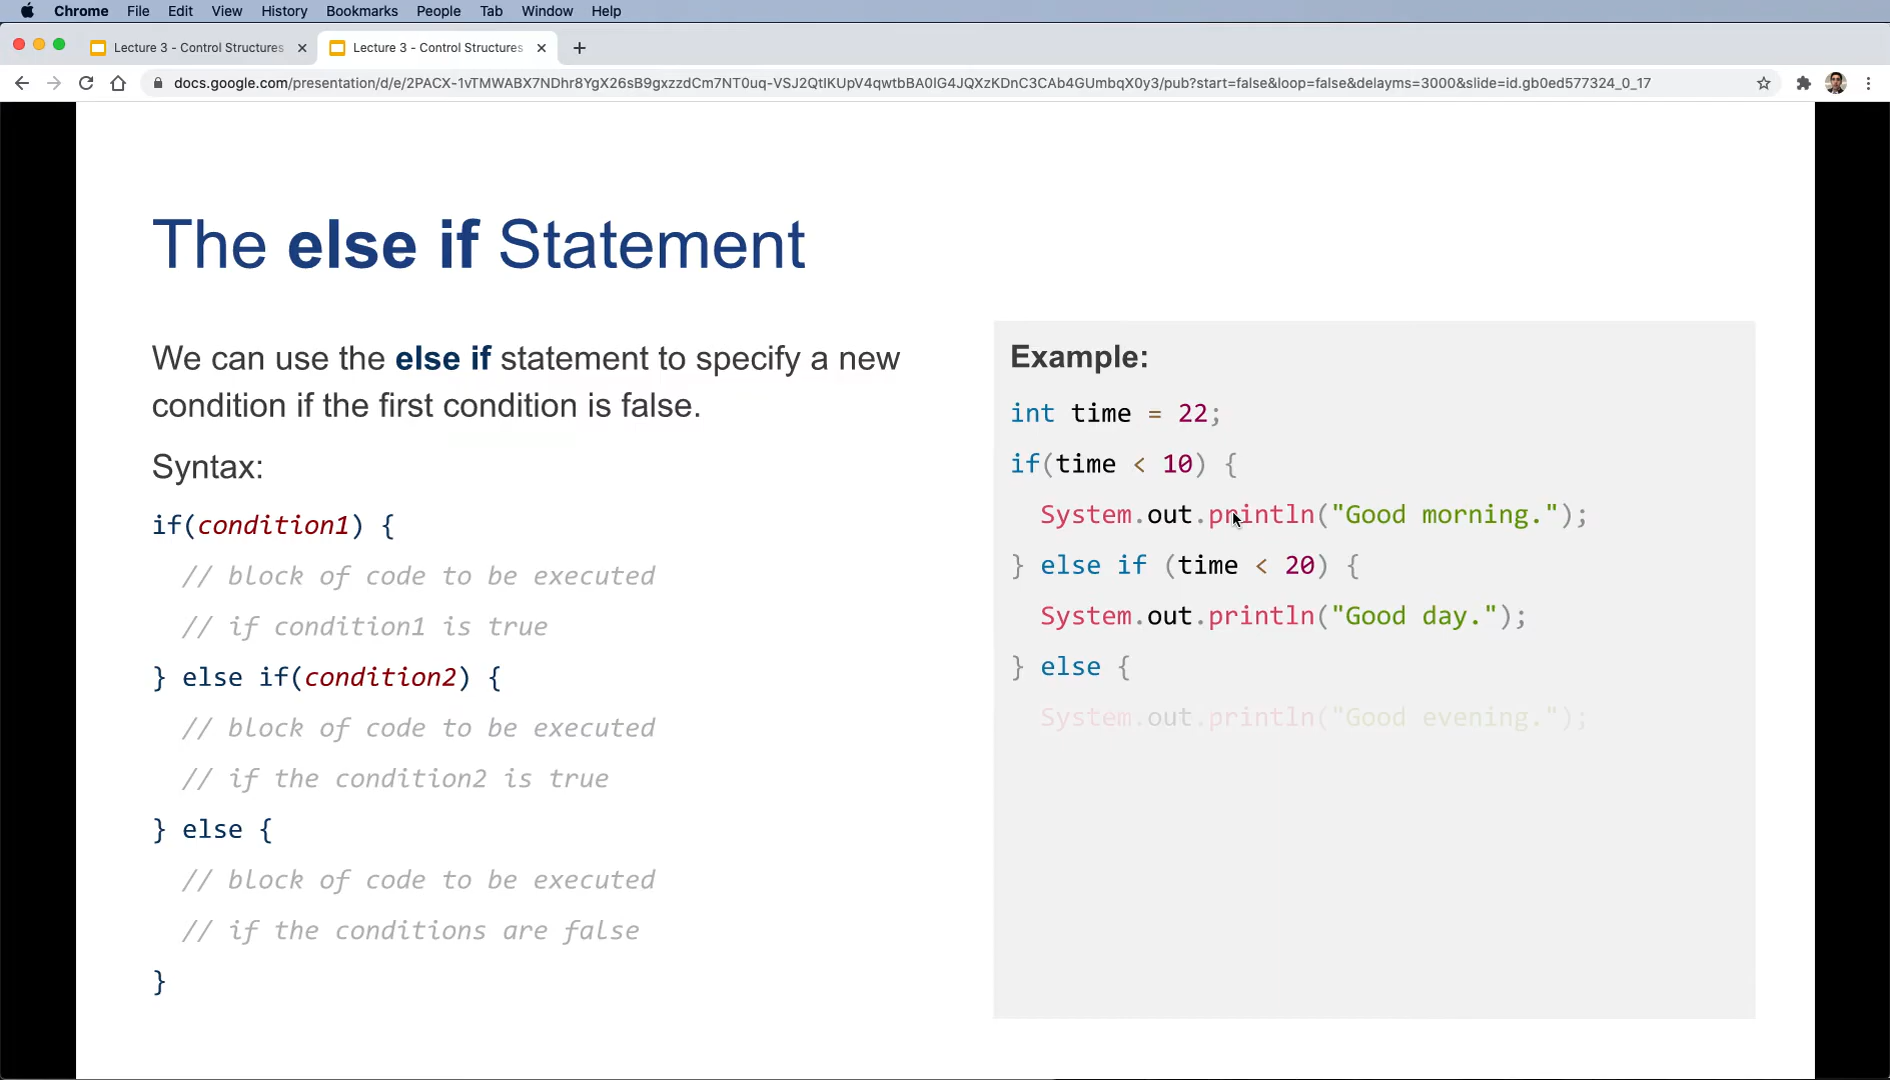 Chrome File Edit View History Bookmarks People Tab Window Help
Lecture 3 - Control Structures Lecture 3 - Control Structures
docs.google.com/presentation/d/e/2PACX-1vTMWABX7NDhr8YgX26sB9gxzzdCm7NT0uq-VSJ2QtIKUpV4qwtbBA0IG4JQXzKDnC3CAb4GUmbqX0y3/pub?start=false&loop=false&delayms=3000&slide=id.gb0ed577324_0_17
The else if Statement
We can use the else if statement to specify a new
condition if the first condition is false.
Syntax:
if(condition1) {
// block of code to be executed
// if condition1 is true
} else if(condition2) {
// block of code to be executed
// if the condition2 is true
} else {
// block of code to be executed
// if the conditions are false
}
Example:
int time = 22;
if(time < 10) {
System.out.println("Good morning.");
} else if (time < 20) {
System.out.println("Good day.");
} else {
System.out.println("Good evening.");